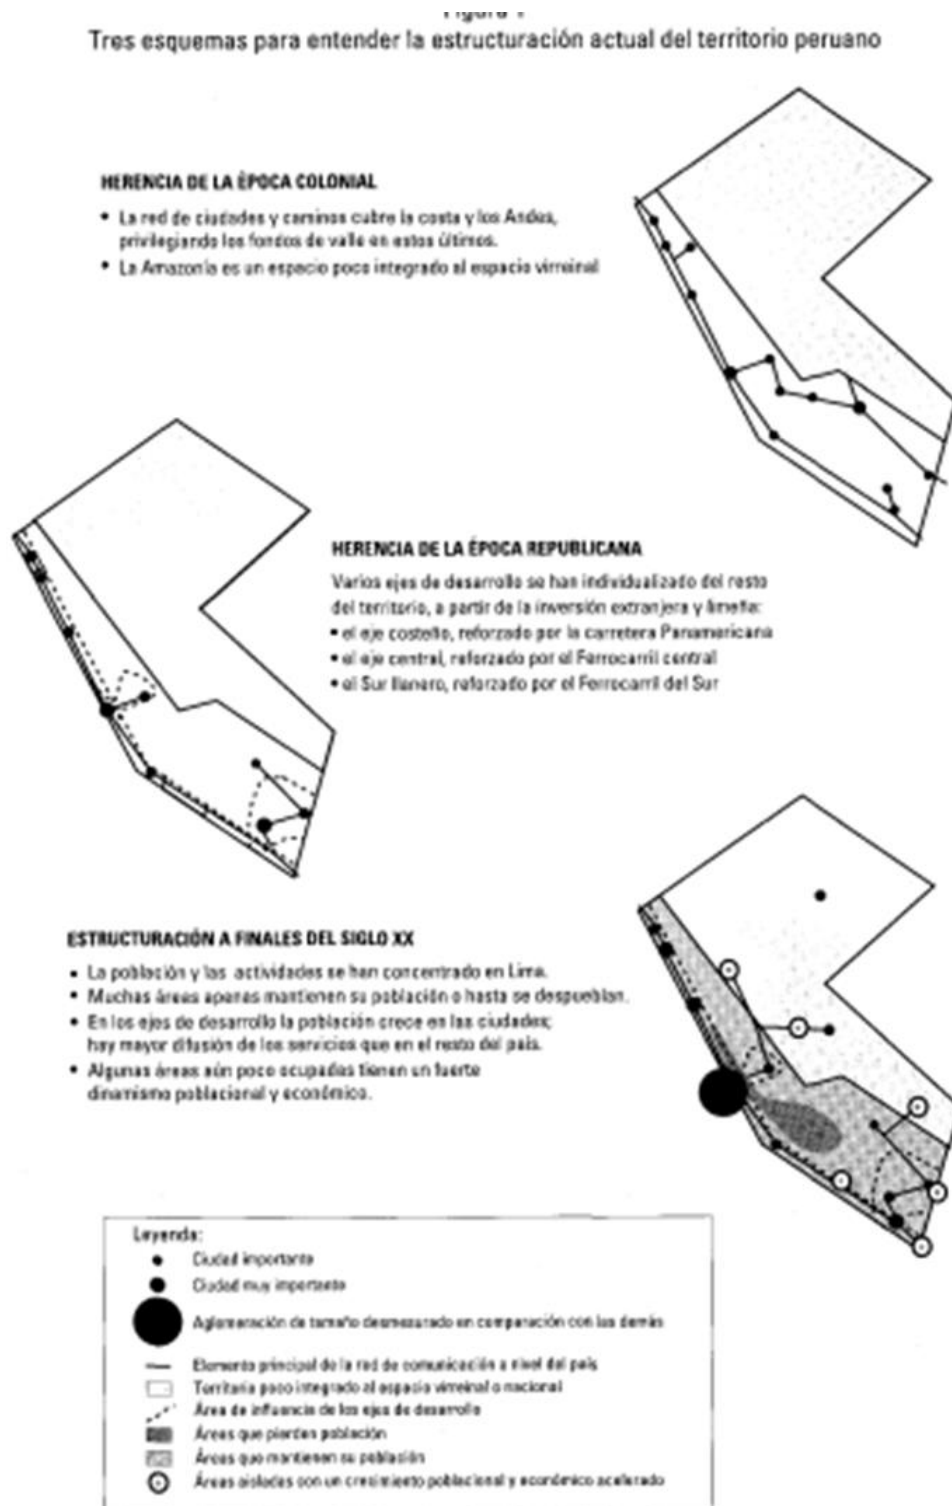 Figura 1
Tres esquemas para entender la estructuración actual del territorio peruano
HERENCIA DE LA ÉPOCA COLONIAL
• La red de ciudades y caminos cubre la costa y los Andes,
privilegiando los fondos de valle en estos últimos.
• La Amazonía es un espacio poco integrado al espacio virreinal
HERENCIA DE LA ÉPOCA REPUBLICANA
Varios ejes de desarrollo se han individualizado del resto
del territorio, a partir de la inversión extranjera y limeña:
• el eje costeño, reforzado por la carretera Panamericana
• el eje central, reforzado por el Ferrocarril central
• el Sur llanero, reforzado por el Ferrocarril del Sur
ESTRUCTURACIÓN A FINALES DEL SIGLO XX
• La población y las actividades se han concentrado en Lima.
• Muchas áreas apenas mantienen su población o hasta se despueblan.
• En los ejes de desarrollo la población crece en las ciudades;
hay mayor difusión de los servicios que en el resto del país.
• Algunas áreas aún poco ocupadas tienen un fuerte
dinamismo poblacional y económico.
Leyenda:
Ciudad importante
Ciudad muy importante
Aglomeración de tamaño desmesurado en comparación con las demás
Elemento principal de la red de comunicación a nivel del país
Territorio poco integrado al espacio virreinal o nacional
Área de influencia de los ejes de desarrollo
Áreas que pierden población
Áreas que mantienen su población
Áreas aisladas con un crecimiento poblacional y económico acelerado